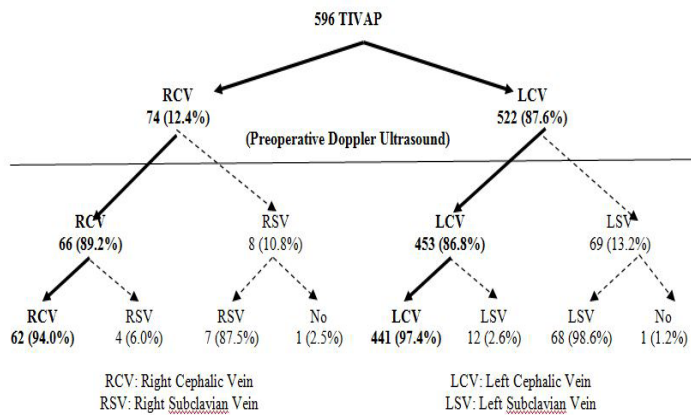 596 TIVAP
RCV LCV
74 (12.4%) 522 (87.6%)
(Preoperative Doppler Ultrasound)
RCV RSV LCV LSV
66 (89.2%) 8 (10.8%) 453 (86.8%) 69 (13.2%)
RCV RSV RSV No LCV LSV LSV No
62 (94.0%) 4 (6.0%) 7 (87.5%) 1 (2.5%) 441 (97.4%) 12 (2.6%) 68 (98.6%) 1 (1.2%)
RCV: Right Cephalic Vein LCV: Left Cephalic Vein
RSV: Right Subclavian Vein LSV: Left Subclavian Vein